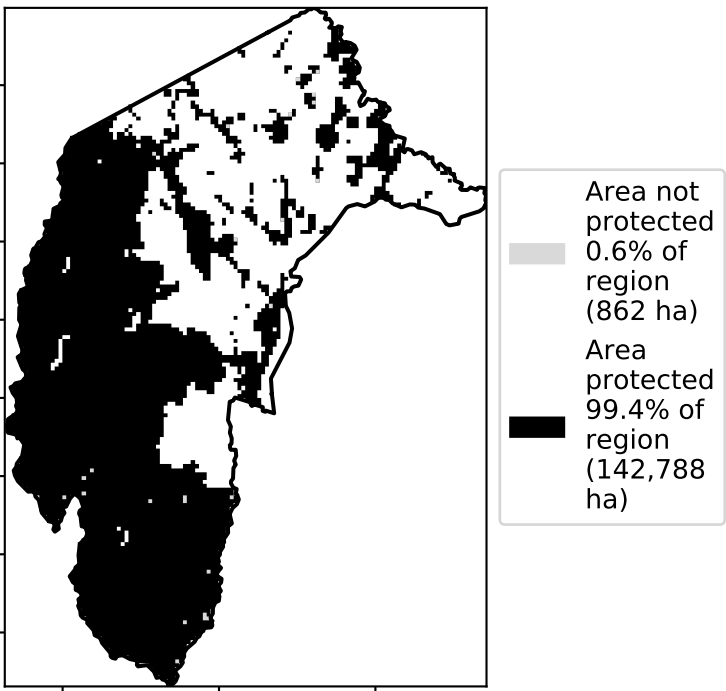 Area not
protected
0.6% of
region
(862 ha)
Area
protected
99.4% of
region
(142,788
ha)